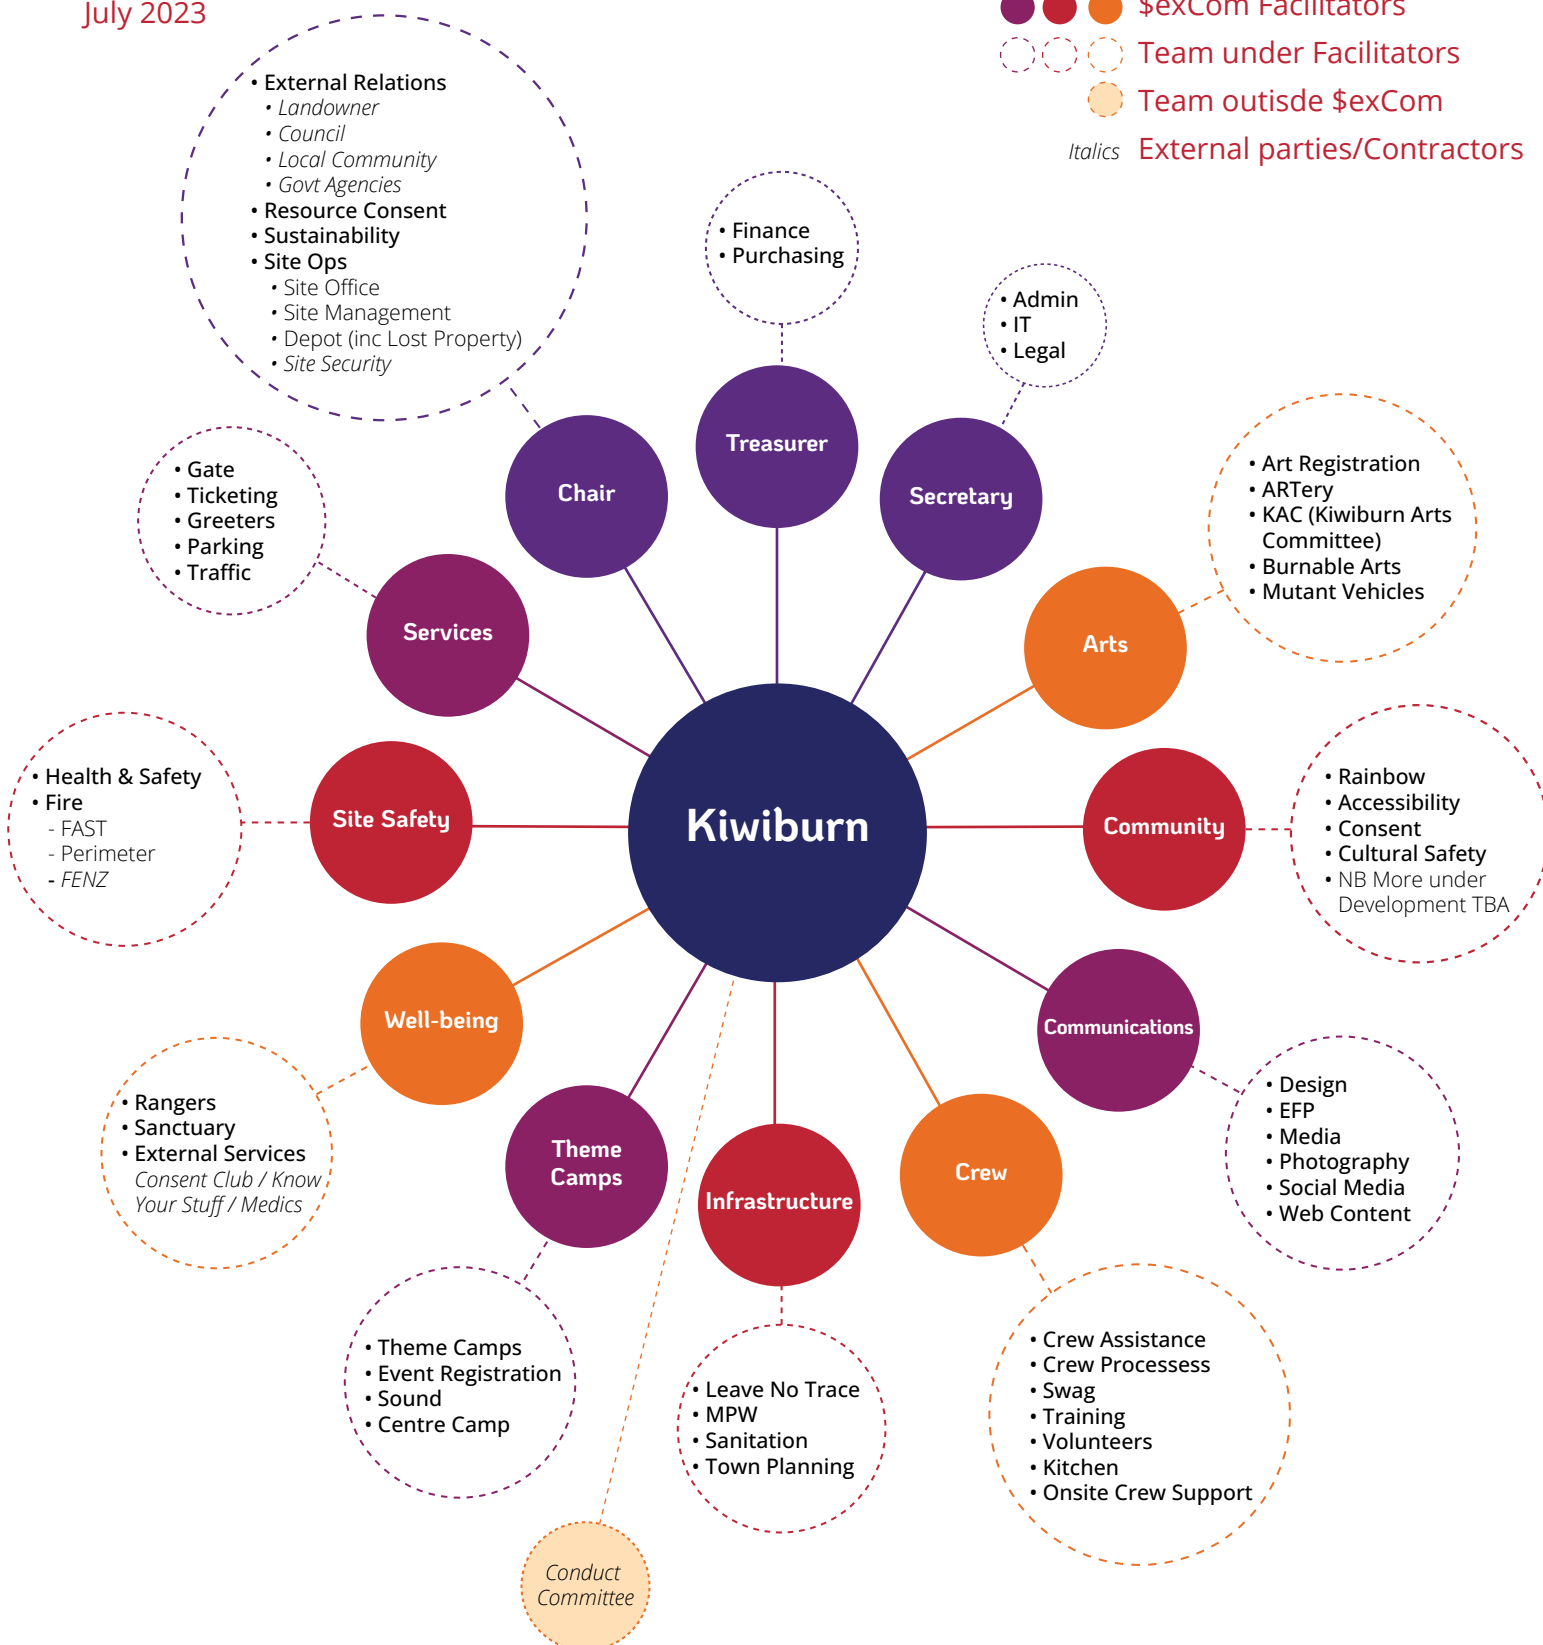 July 2023
$exCom Facilitators
Team under Facilitators
Team outisde $exCom
Italics External parties/Contractors
• External Relations
• Landowner
• Council
• Local Community
• Govt Agencies
• Resource Consent
• Sustainability
• Site Ops
• Site Office
• Site Management
• Depot (inc Lost Property)
• Site Security
• Finance
• Purchasing
• Admin
• IT
• Legal
Chair
Treasurer
Secretary
• Gate
• Ticketing
• Greeters
• Parking
• Traffic
Services
• Art Registration
• ARTery
• KAC (Kiwiburn Arts
Committee)
• Burnable Arts
• Mutant Vehicles
Arts
• Health & Safety
• Fire
- FAST
- Perimeter
- FENZ
Site Safety
Kiwiburn
Community
• Rainbow
• Accessibility
• Consent
• Cultural Safety
• NB More under
Development TBA
Well-being
• Rangers
• Sanctuary
• External Services
Consent Club / Know
Your Stuff / Medics
Communications
• Design
• EFP
• Media
• Photography
• Social Media
• Web Content
Theme
Camps
• Theme Camps
• Event Registration
• Sound
• Centre Camp
Infrastructure
• Leave No Trace
• MPW
• Sanitation
• Town Planning
Crew
• Crew Assistance
• Crew Processess
• Swag
• Training
• Volunteers
• Kitchen
• Onsite Crew Support
Conduct
Committee